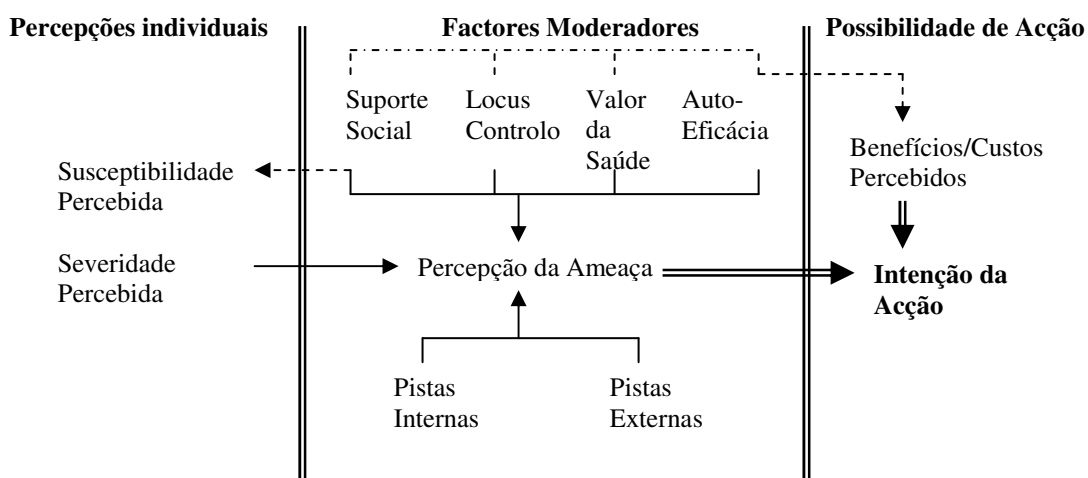 Percepções individuais
Factores Moderadores
Possibilidade de Acção
Suporte
Social
Locus
Controlo
Valor
da
Saúde
Auto-
Eficácia
Benefícios/Custos
Percebidos
Susceptibilidade
Percebida
Severidade
Percebida
Percepção da Ameaça
Intenção da
Acção
Pistas
Internas
Pistas
Externas